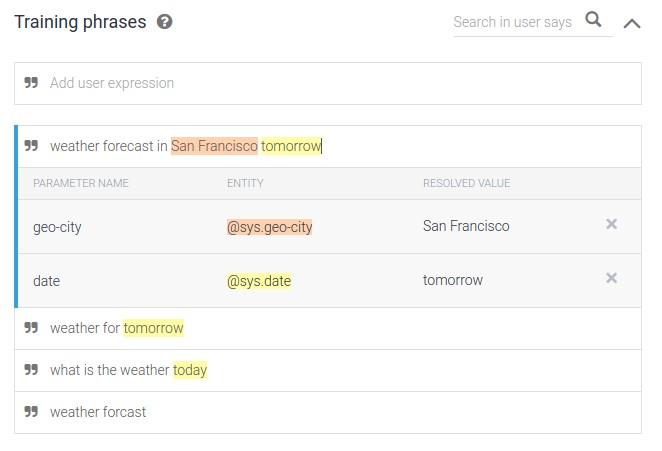 Training phrases ?
Search in user says
Add user expression
weather forecast in San Francisco tomorrow
PARAMETER NAME ENTITY RESOLVED VALUE
geo-city @sys.geo-city San Francisco
date @sys.date tomorrow
weather for tomorrow
what is the weather today
weather forcast